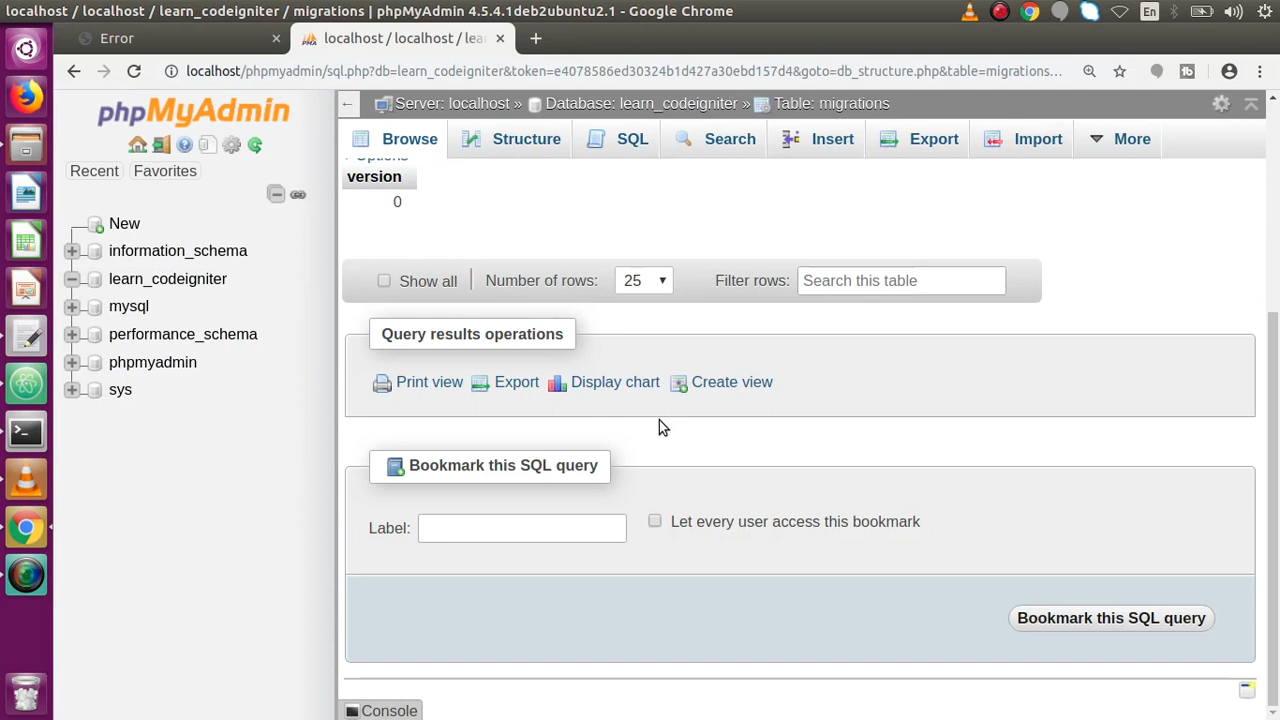 localhost / localhost / learn_codeigniter / migrations | phpMyAdmin 4.5.4.1deb2ubuntu2.1 - Google Chrome
En
Error
localhost / localhost / lear
localhost/phpmyadmin/sql.php?db=learn_codeigniter&token=e4078586ed30324b1d427a30ebd157d4&goto=db_structure.php&table=migrations…
phpMyAdmin
Recent
Favorites
New
information_schema
learn_codeigniter
mysql
performance_schema
phpmyadmin
sys
Server: localhost » Database: learn_codeigniter » Table: migrations
Browse
Structure
SQL
Search
Insert
Export
Import
More
+ Options
version
0
Show all
Number of rows:
25
Filter rows:
Search this table
Query results operations
Print view
Export
Display chart
Create view
Bookmark this SQL query
Label:
Let every user access this bookmark
Bookmark this SQL query
Console